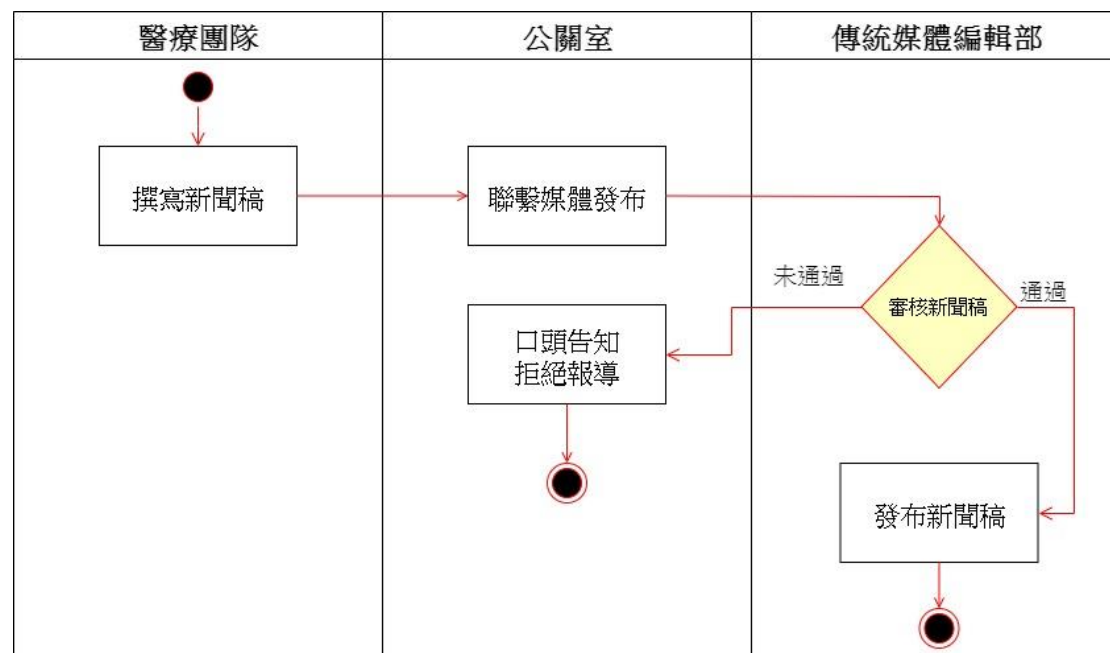 醫療團隊
公關室
傳統媒體編輯部
撰寫新聞稿
聯繫媒體發布
未通過
審核新聞稿
通過
口頭告知
拒絕報導
發布新聞稿